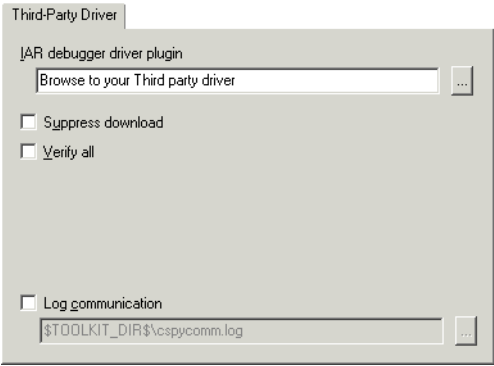 Third-Party Driver
IAR debugger driver plugin
Browse to your Third party driver
...
Suppress download
Verify all
Log communication
$TOOLKIT_DIR$\cspycomm.log
...